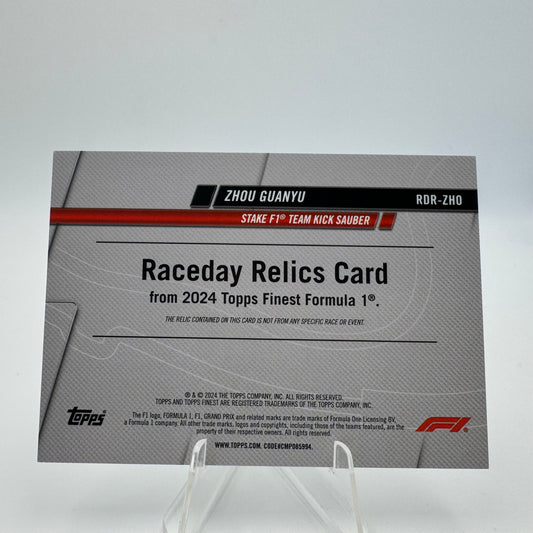 ZHOU GUANYU
RDR-ZHO
STAKE F1® TEAM KICK SAUBER
Raceday Relics Card
from 2024 Topps Finest Formula 1®.
THE RELIC CONTAINED ON THIS CARD IS NOT FROM ANY SPECIFIC RACE OR EVENT.
® & © 2024 THE TOPPS COMPANY, INC. ALL RIGHTS RESERVED.
TOPPS AND TOPPS FINEST ARE REGISTERED TRADEMARKS OF THE TOPPS COMPANY, INC.
topps
The F1 logo, FORMULA 1, F1, GRAND PRIX and related marks are trade marks of Formula One Licensing BV,
a Formula 1 company. All other trade marks, logos and copyrights, including those of the teams featured, are the
property of their respective owners. All rights reserved.
F1
WWW.TOPPS.COM. CODE#CMP085994.